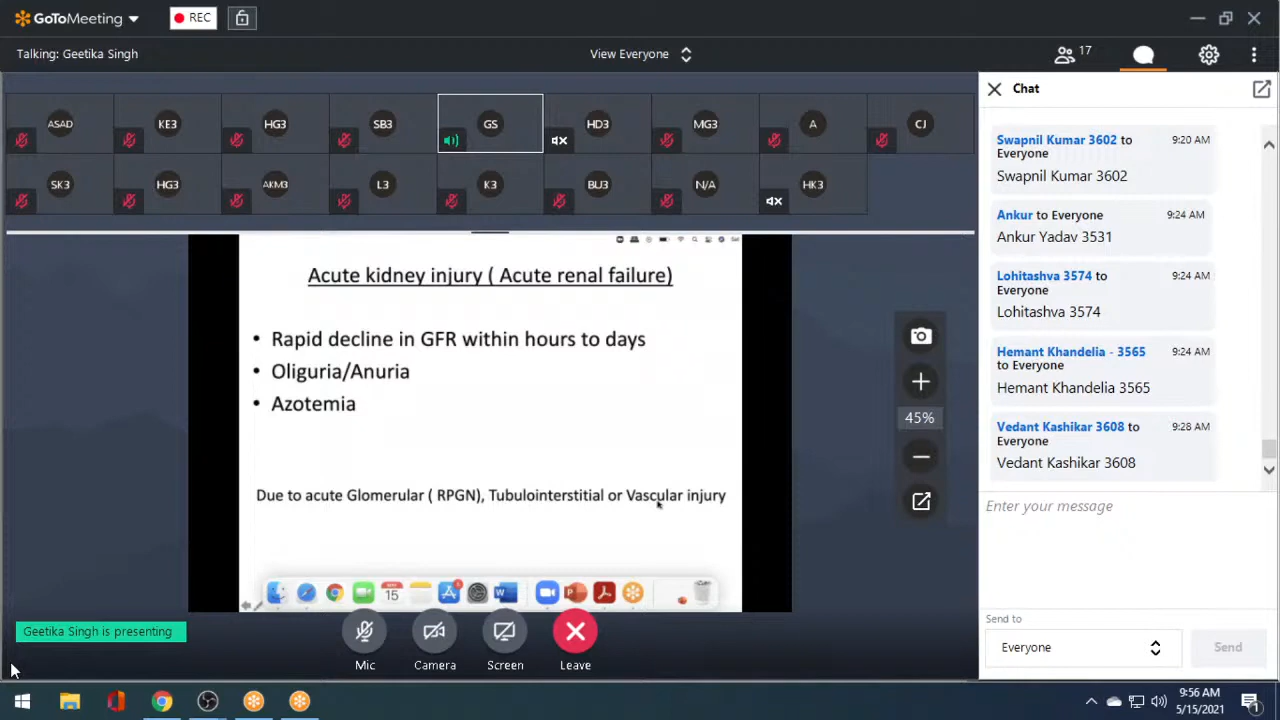 GoToMeeting
REC
Talking: Geetika Singh
View Everyone
17
ASAD
KE3
HG3
SB3
GS
HD3
MG3
A
CJ
SK3
HG3
AKM3
L3
K3
BU3
N/A
HK3
Acute kidney injury ( Acute renal failure)
• Rapid decline in GFR within hours to days
• Oliguria/Anuria
• Azotemia
Due to acute Glomerular ( RPGN), Tubulointerstitial or Vascular injury
15
45%
Geetika Singh is presenting
Mic
Camera
Screen
Leave
Chat
Swapnil Kumar 3602 to
Everyone
9:20 AM
Swapnil Kumar 3602
Ankur to Everyone
9:24 AM
Ankur Yadav 3531
Lohitashva 3574 to
Everyone
9:24 AM
Lohitashva 3574
Hemant Khandelia - 3565
to Everyone
9:24 AM
Hemant Khandelia 3565
Vedant Kashikar 3608 to
Everyone
9:28 AM
Vedant Kashikar 3608
Enter your message
Send to
Everyone
Send
9:56 AM
5/15/2021
1